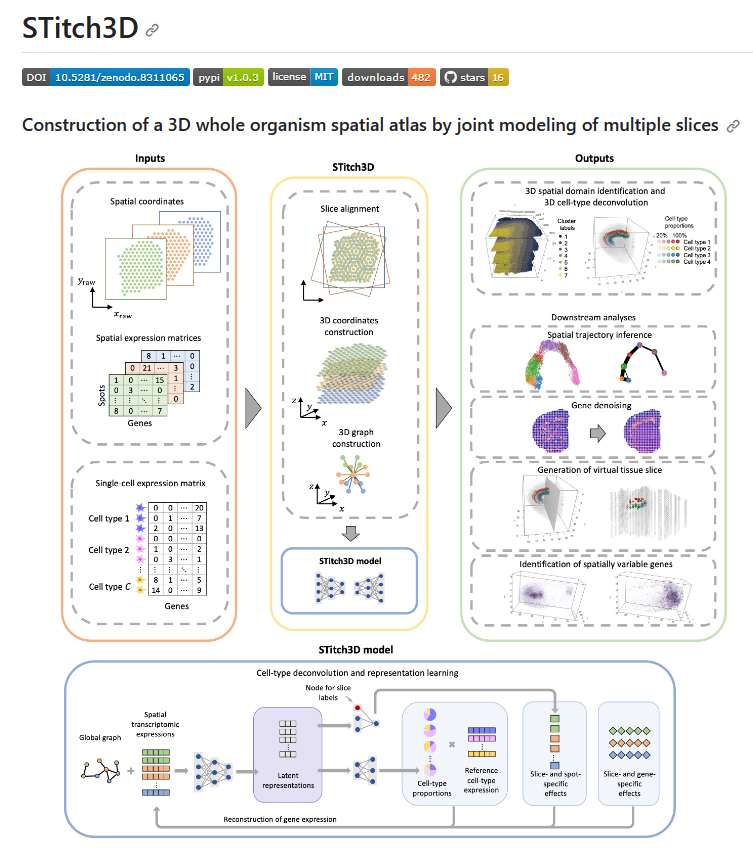 STitch3D
DOI 10.5281/zenodo.8311065 pypi v1.0.3 license MIT downloads 482 stars 16
Construction of a 3D whole organism spatial atlas by joint modeling of multiple slices
Inputs
Spatial coordinates
yraw
xraw
Spatial expression matrices
8 1 ⋯ 0
0 21 ⋯ 3 0
1 0 ⋯ 15 1 ⋮
0 3 ⋯ 0 ⋮ 2
⋮ ⋮ ⋱ ⋮ 0
8 0 ⋯ 7
Spots
Genes
Single-cell expression matrix
0 0 ⋯ 20
Cell type 1 0 1 ⋯ 7
2 0 ⋯ 13
0 0 ⋯ 0
Cell type 2 1 0 ⋯ 2
0 3 ⋯ 1
⋮ ⋮ ⋱ ⋮
Cell type C 8 1 ⋯ 5
14 0 ⋯ 9
Genes
STitch3D
Slice alignment
3D coordinates
construction
z
y
x
3D graph
construction
z
y
x
STitch3D model
Outputs
3D spatial domain identification and
3D cell-type deconvolution
Cluster
labels
1
2
3
4
5
6
7
Cell type
proportions
20% 100%
Cell type 1
Cell type 2
Cell type 3
Cell type 4
Downstream analyses
Spatial trajectory inference
Gene denoising
Generation of virtual tissue slice
Identification of spatially variable genes
STitch3D model
Cell-type deconvolution and representation learning
Node for slice
labels
Global graph
+
Spatial
transcriptomic
expressions
Latent
representations
×
Cell-type
proportions
Reference
cell-type
expression
Slice- and spot-
specific
effects
Slice- and gene-
specific
effects
Reconstruction of gene expression